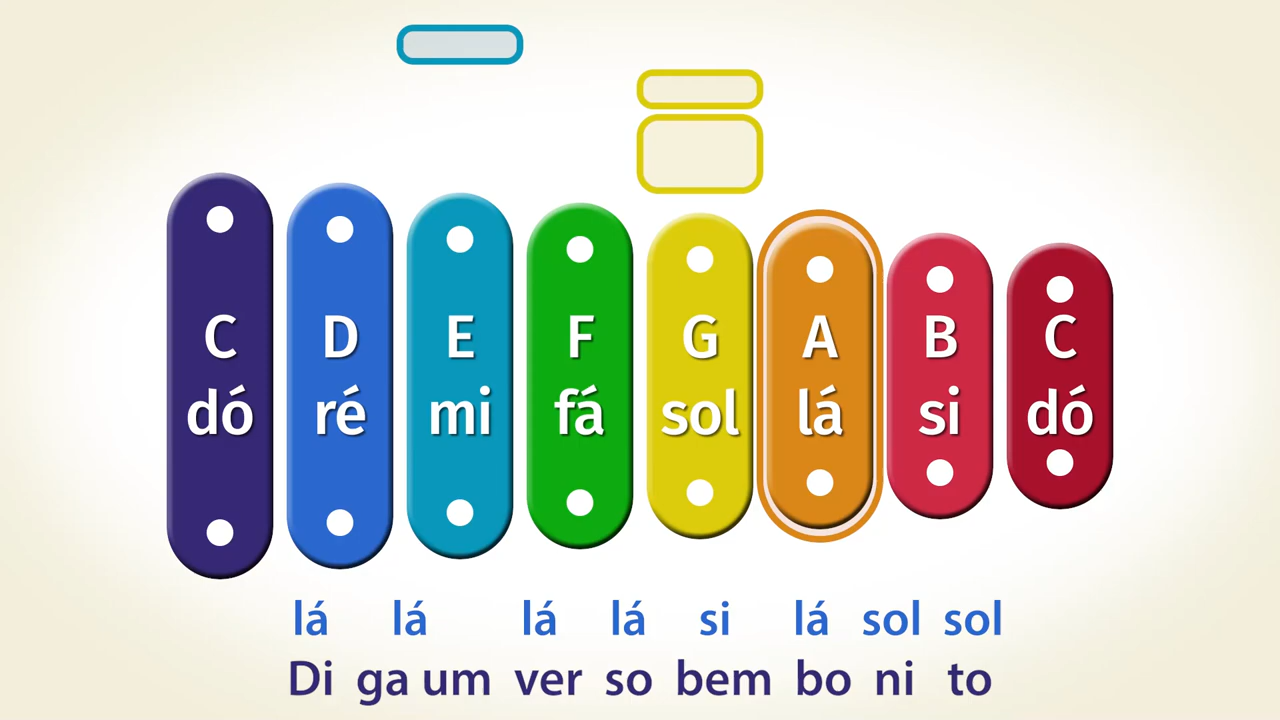 C D E F G A B C
dó ré mi fá sol lá si dó
lá lá lá lá si lá sol sol
Di ga um ver so bem bo ni to